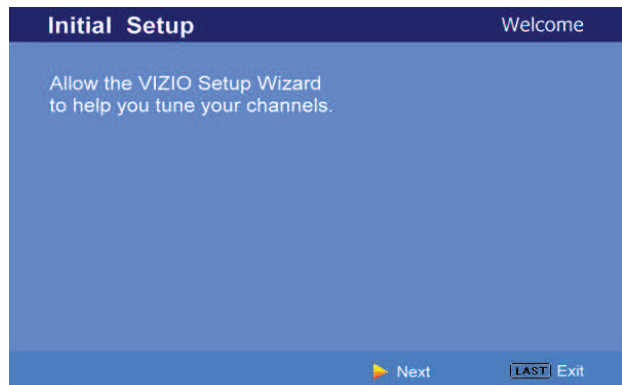 Initial Setup Welcome
Allow the VIZIO Setup Wizard
to help you tune your channels.
Next LAST Exit